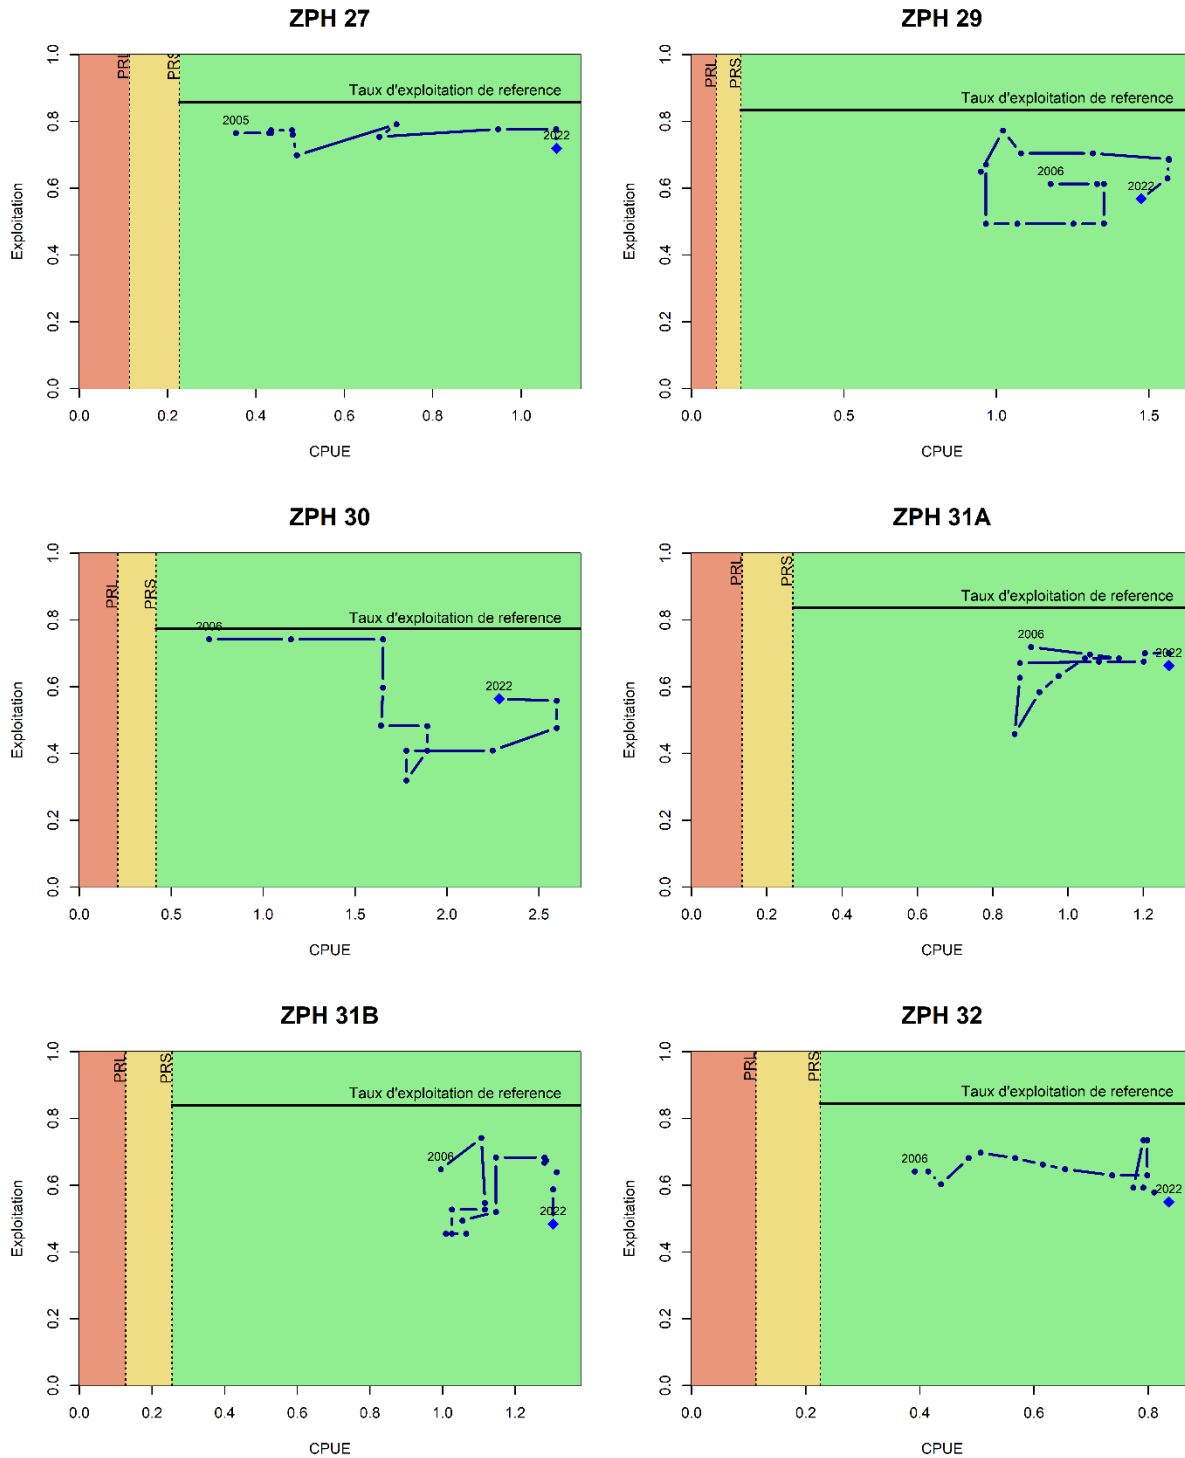 ZPH 27
PRL
PRS
Taux d'exploitation de reference
2005
2022
Exploitation
0.0 0.2 0.4 0.6 0.8 1.0
0.0 0.2 0.4 0.6 0.8 1.0
CPUE
ZPH 29
PRL
PRS
Taux d'exploitation de reference
2006
2022
Exploitation
0.0 0.2 0.4 0.6 0.8 1.0
0.0 0.5 1.0 1.5
CPUE
ZPH 30
PRL
PRS
Taux d'exploitation de reference
2006
2022
Exploitation
0.0 0.2 0.4 0.6 0.8 1.0
0.0 0.5 1.0 1.5 2.0 2.5
CPUE
ZPH 31A
PRL
PRS
Taux d'exploitation de reference
2006
2022
Exploitation
0.0 0.2 0.4 0.6 0.8 1.0
0.0 0.2 0.4 0.6 0.8 1.0 1.2
CPUE
ZPH 31B
PRL
PRS
Taux d'exploitation de reference
2006
2022
Exploitation
0.0 0.2 0.4 0.6 0.8 1.0
0.0 0.2 0.4 0.6 0.8 1.0 1.2
CPUE
ZPH 32
PRL
PRS
Taux d'exploitation de reference
2006
2022
Exploitation
0.0 0.2 0.4 0.6 0.8 1.0
0.0 0.2 0.4 0.6 0.8
CPUE